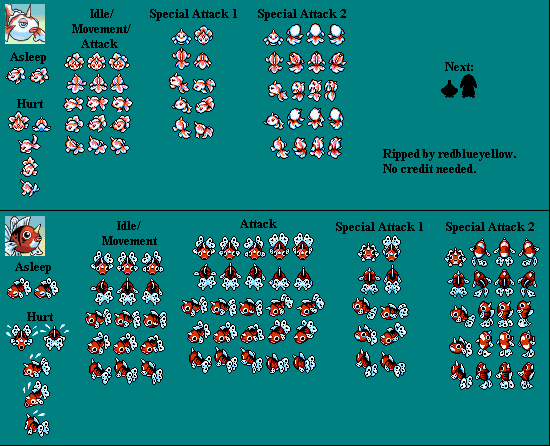 Idle/
Movement/
Attack
Special Attack 1
Special Attack 2
Asleep
Next:
Hurt
Ripped by redblueyellow.
No credit needed.
Idle/
Movement
Attack
Special Attack 1
Special Attack 2
Asleep
Hurt